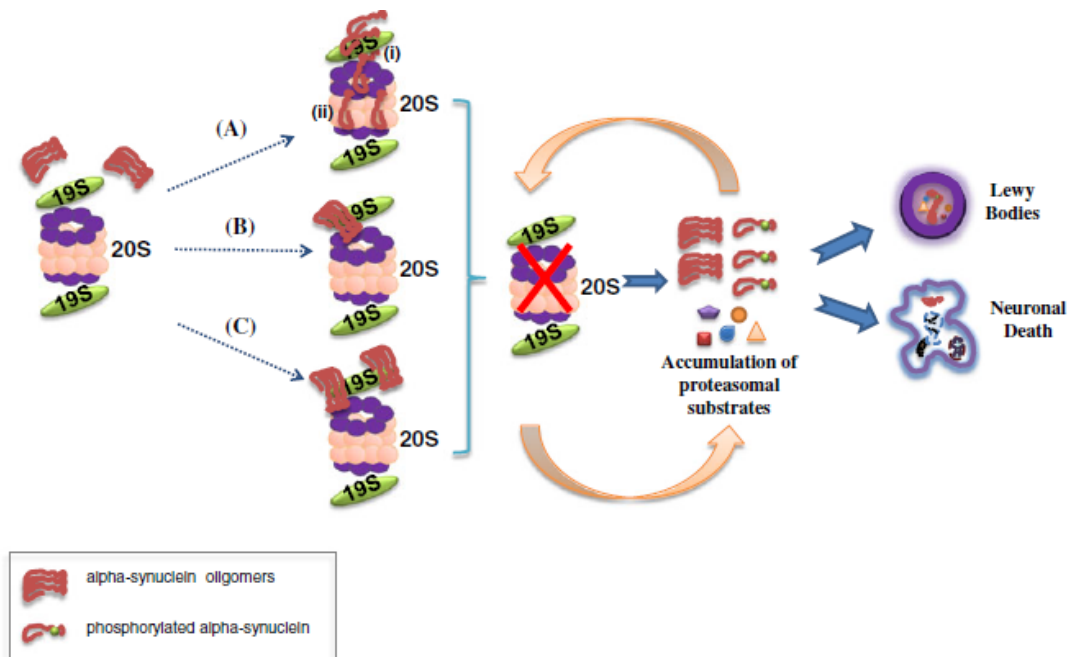 19S
(i)
(ii)
20S
19S
(A)
19S
20S
19S
(B)
19S
20S
19S
(C)
19S
20S
19S
19S
20S
19S
Accumulation of
proteasomal
substrates
Lewy
Bodies
Neuronal
Death
alpha-synuclein oligomers
phosphorylated alpha-synuclein